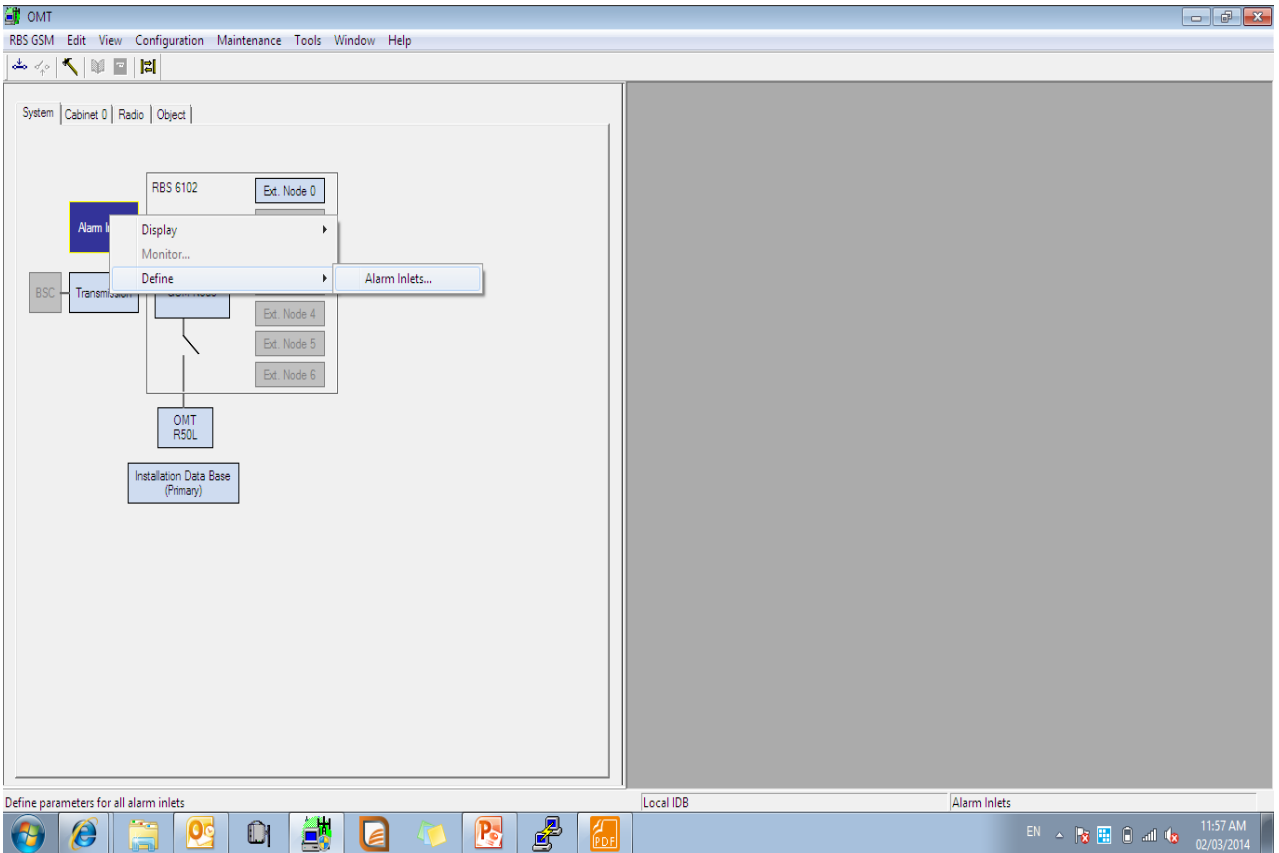 OMT
RBS GSM Edit View Configuration Maintenance Tools Window Help
System Cabinet 0 Radio Object
RBS 6102
Ext. Node 0
Alarm
Display
Monitor...
Define
Alarm Inlets...
BSC
Transmission
Ext. Node 4
Ext. Node 5
Ext. Node 6
OMT
R50L
Installation Data Base
(Primary)
Define parameters for all alarm inlets
Local IDB
Alarm Inlets
EN
11:57 AM
02/03/2014
PDF